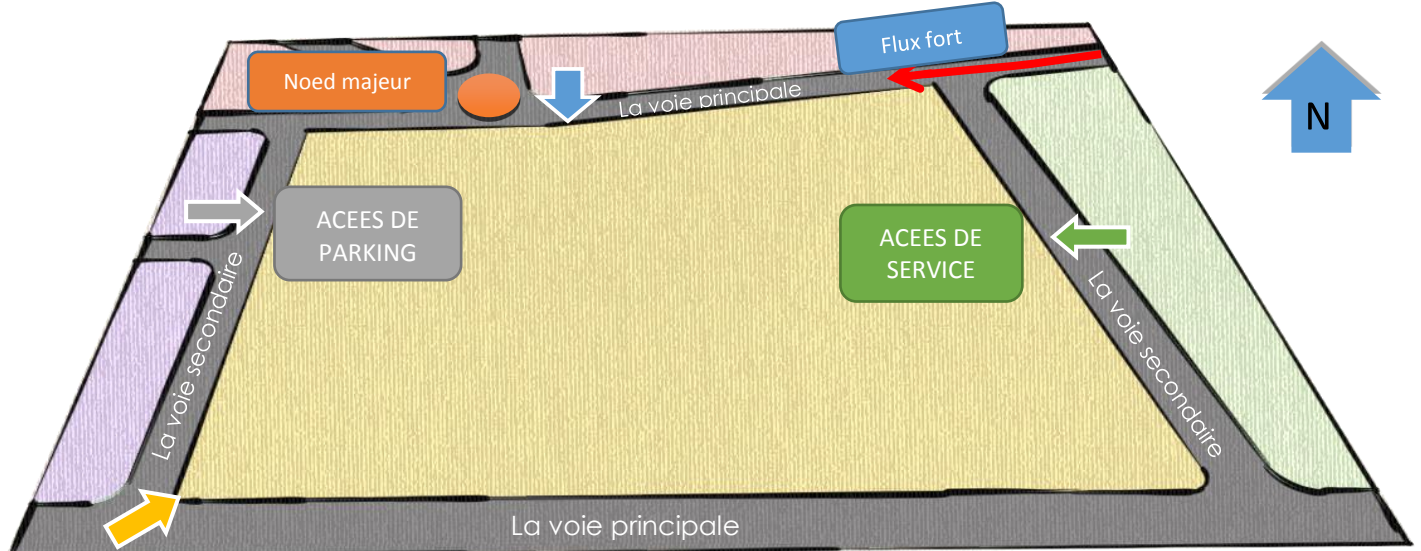 Flux fort
Noed majeur
La voie principale
N
ACEES DE
PARKING
ACEES DE
SERVICE
La voie secondaire
La voie secondaire
La voie principale